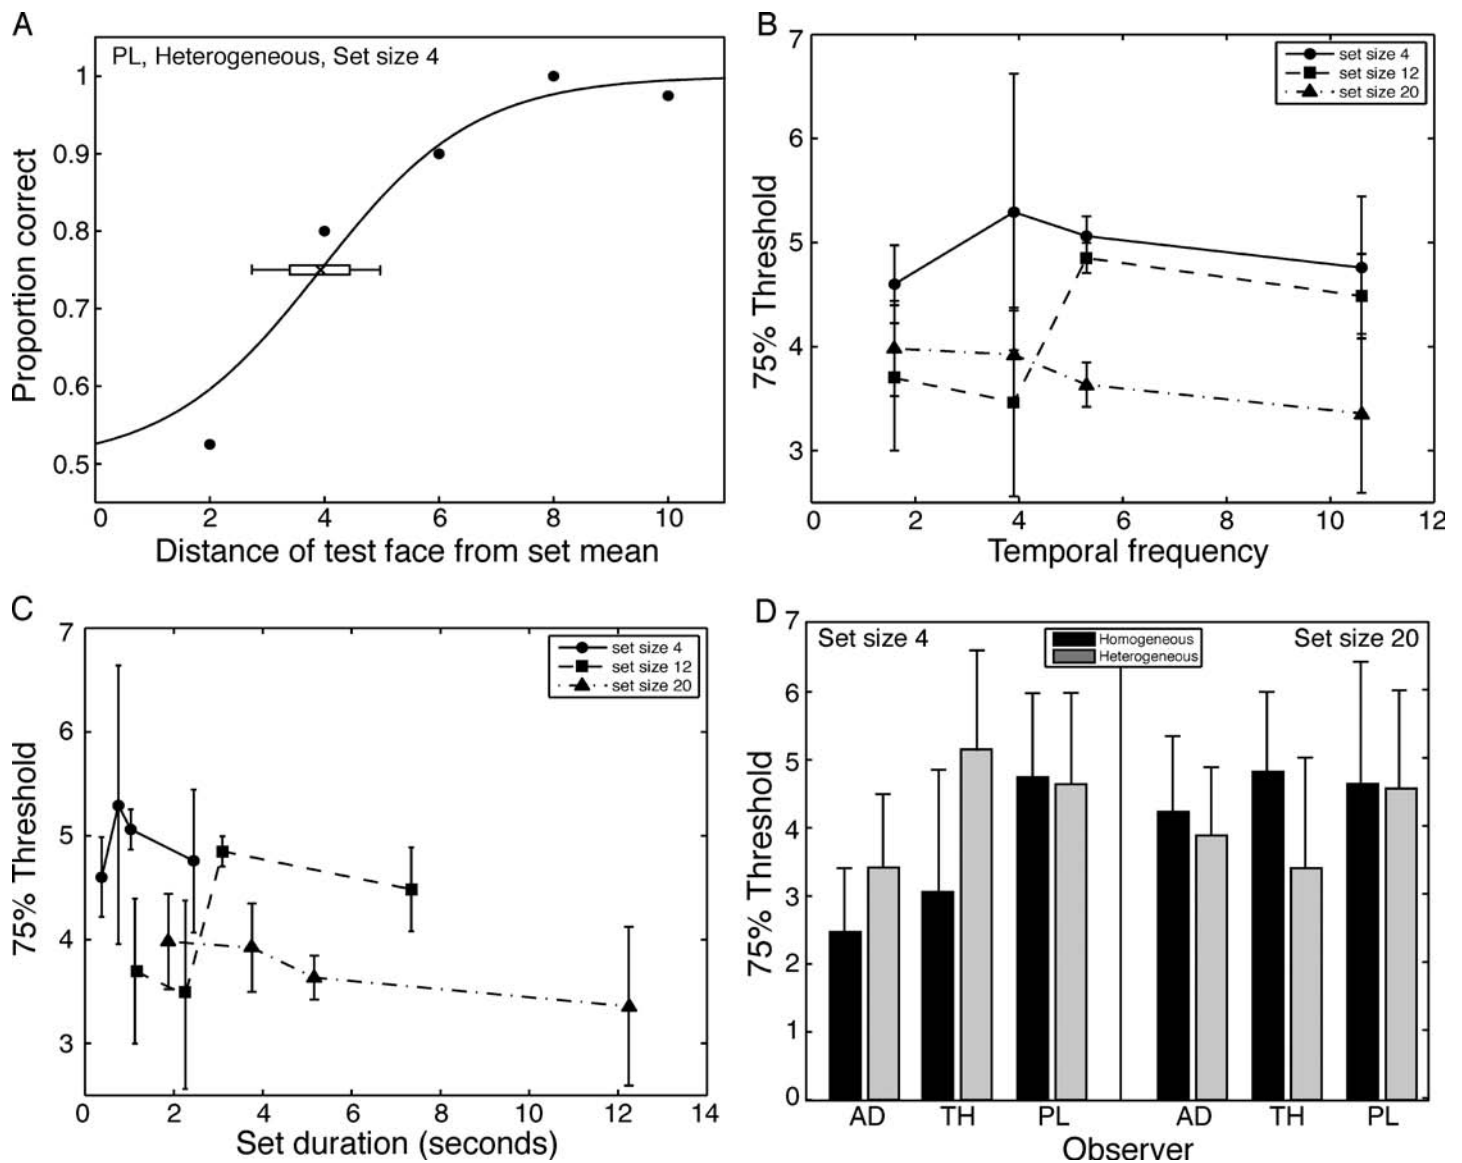 A
PL, Heterogeneous, Set size 4
Proportion correct
1
0.9
0.8
0.7
0.6
0.5
0 2 4 6 8 10
Distance of test face from set mean
B
set size 4
set size 12
set size 20
75% Threshold
7
6
5
4
3
0 2 4 6 8 10 12
Temporal frequency
C
set size 4
set size 12
set size 20
75% Threshold
7
6
5
4
3
0 2 4 6 8 10 12 14
Set duration (seconds)
D
Set size 4
Homogeneous
Heterogeneous
Set size 20
75% Threshold
7
6
5
4
3
2
1
0
AD TH PL AD TH PL
Observer